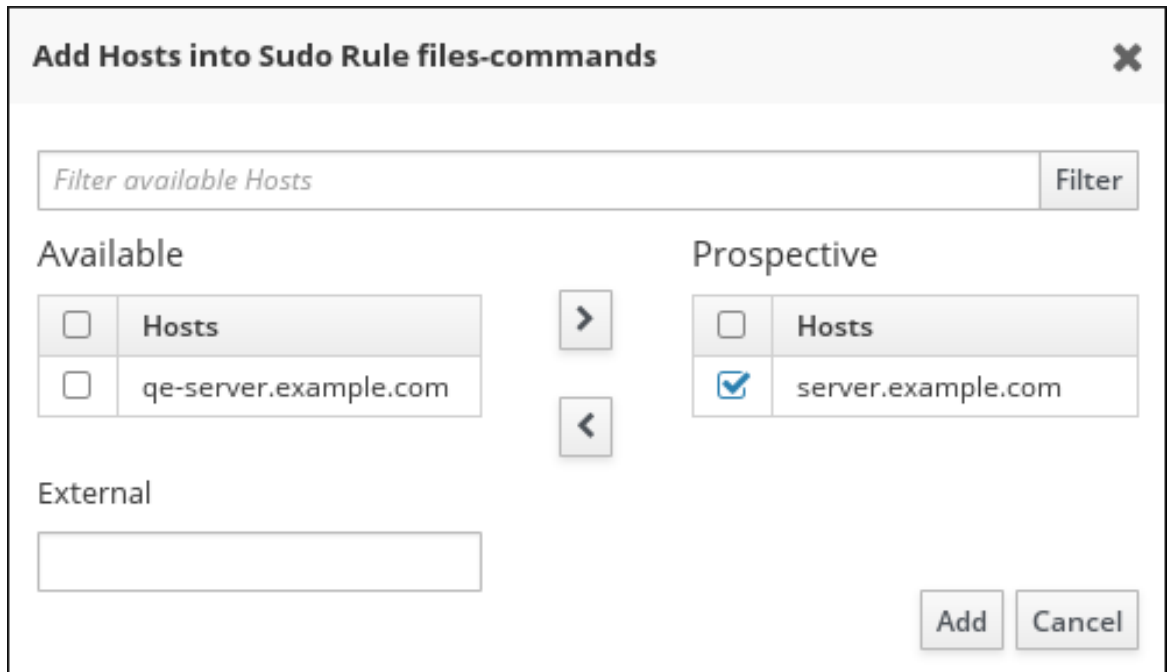 Add Hosts into Sudo Rule files-commands
Filter available Hosts
Filter
Available
Prospective
Hosts
Hosts
qe-server.example.com
server.example.com
External
Add
Cancel